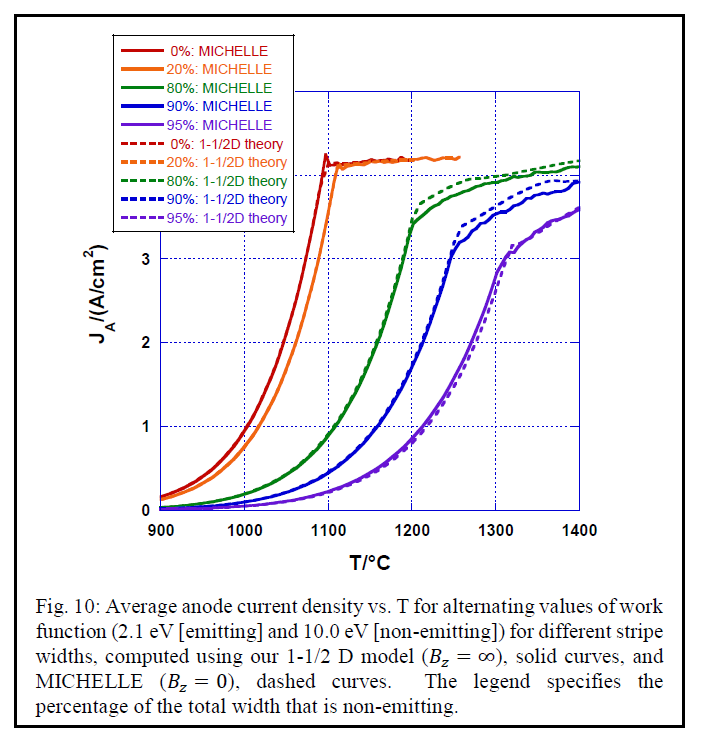 0%: MICHELLE
20%: MICHELLE
80%: MICHELLE
90%: MICHELLE
95%: MICHELLE
0%: 1-1/2D theory
20%: 1-1/2D theory
80%: 1-1/2D theory
90%: 1-1/2D theory
95%: 1-1/2D theory
J_A/(A/cm²)
3
2
1
0
900 1000 1100 1200 1300 1400
T/°C
Fig. 10: Average anode current density vs. T for alternating values of work
function (2.1 eV [emitting] and 10.0 eV [non-emitting]) for different stripe
widths, computed using our 1-1/2 D model (B_z = ∞), solid curves, and
MICHELLE (B_z = 0), dashed curves. The legend specifies the
percentage of the total width that is non-emitting.